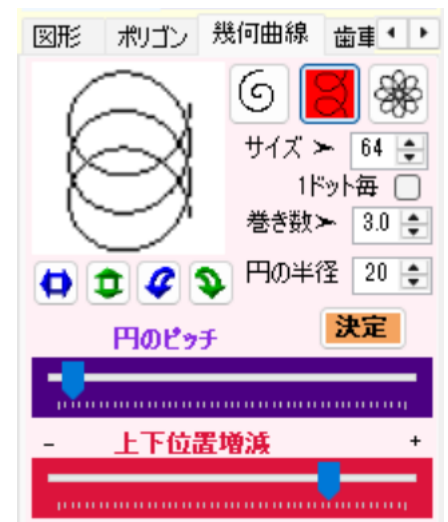 図形 ポリゴン 幾何曲線 歯車
サイズ 64
1ドット毎
巻き数 3.0
円の半径 20
円のピッチ 決定
- 上下位置増減 +